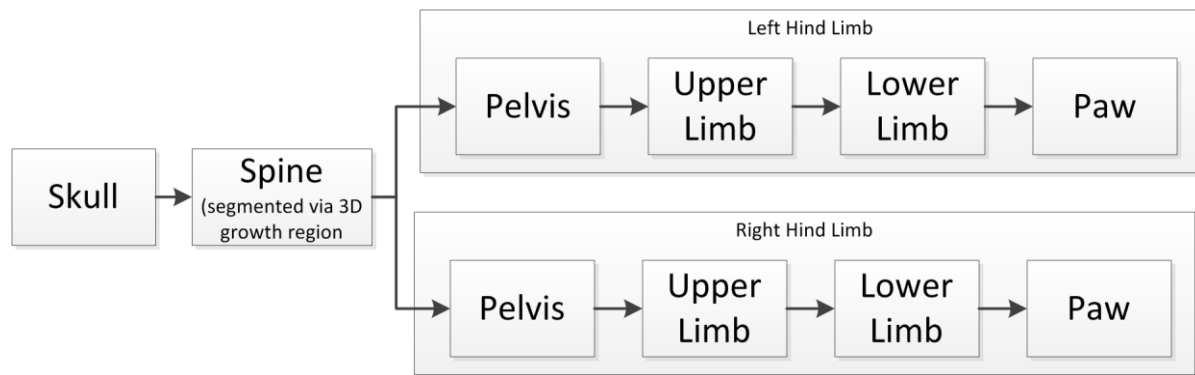 Left Hind Limb
Pelvis
Upper
Limb
Lower
Limb
Paw
Skull
Spine
(segmented via 3D
growth region
Right Hind Limb
Pelvis
Upper
Limb
Lower
Limb
Paw